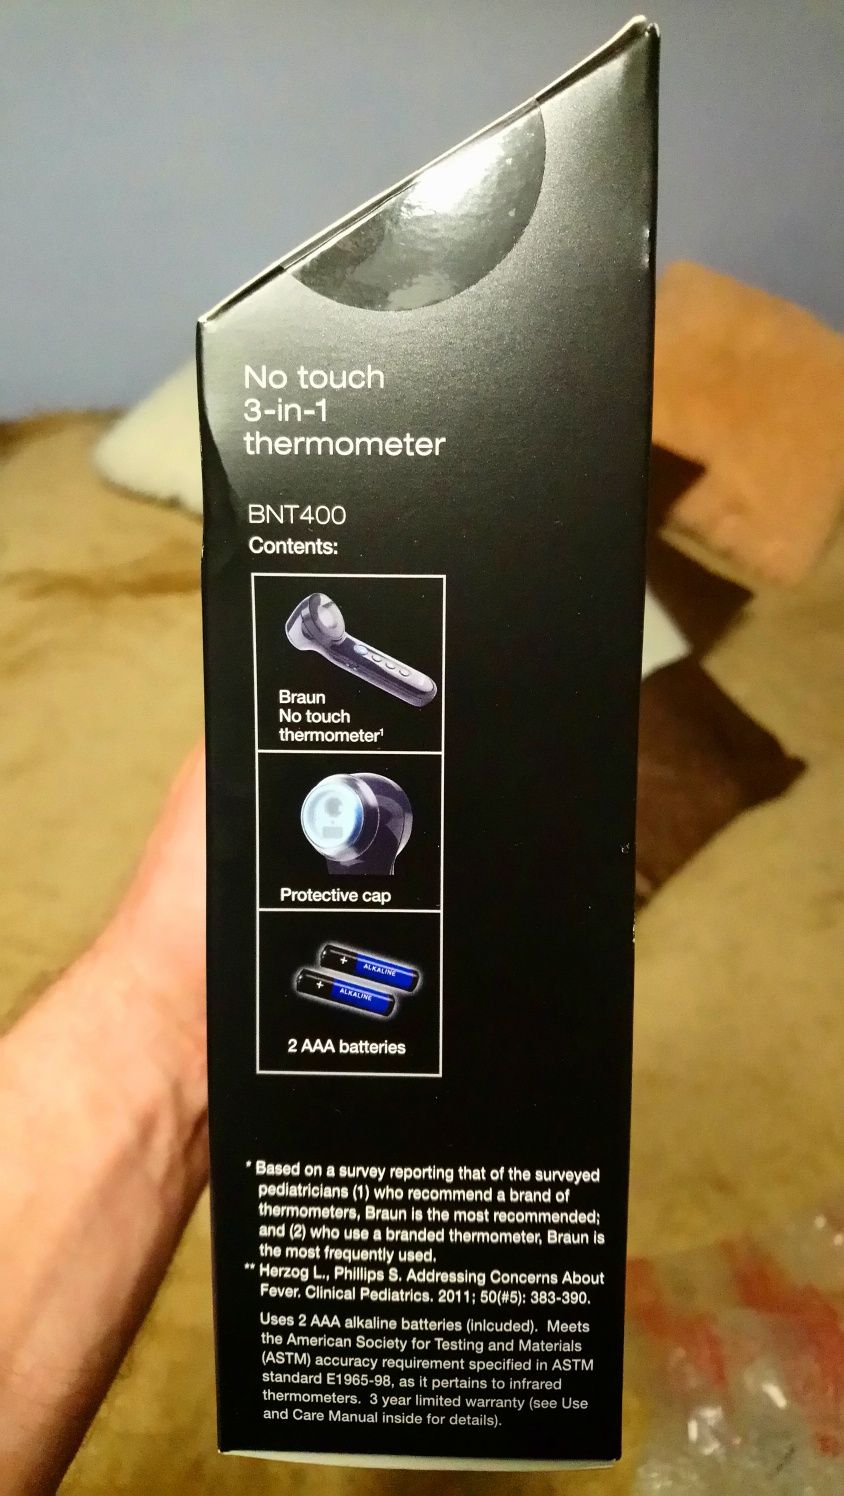 No touch
3-in-1
thermometer
BNT400
Contents:
Braun
No touch
thermometer¹
Protective cap
+ ALKALINE
+ ALKALINE
2 AAA batteries
* Based on a survey reporting that of the surveyed
pediatricians (1) who recommend a brand of
thermometers, Braun is the most recommended;
and (2) who use a branded thermometer, Braun is
the most frequently used.
** Herzog L., Phillips S. Addressing Concerns About
Fever. Clinical Pediatrics. 2011; 50(#5): 383-390.
Uses 2 AAA alkaline batteries (inlcuded). Meets
the American Society for Testing and Materials
(ASTM) accuracy requirement specified in ASTM
standard E1965-98, as it pertains to infrared
thermometers. 3 year limited warranty (see Use
and Care Manual inside for details).